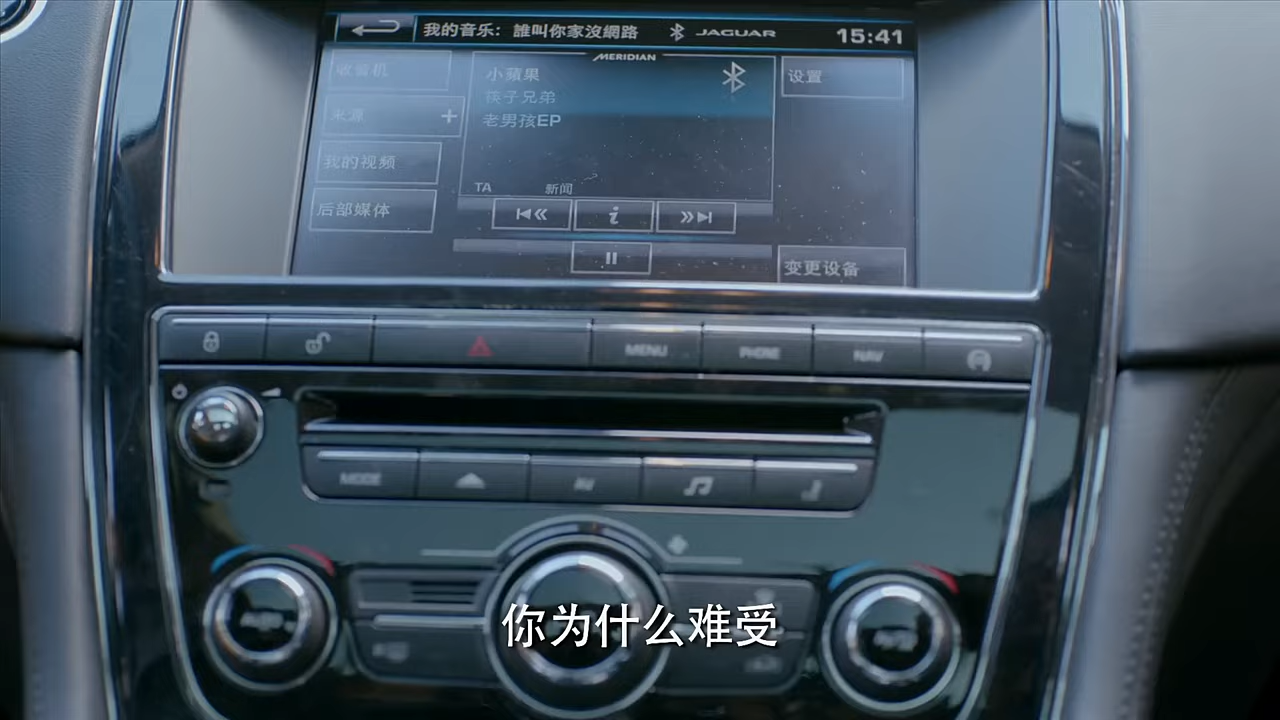 我的音乐：誰叫你家沒網路 JAGUAR 15:41
MERIDIAN
收音机
小蘋果
设置
筷子兄弟
来源 +
老男孩EP
我的视频
TA 新闻
后部媒体
i
变更设备
MENU PHONE NAV
MODE AV
你为什么难受